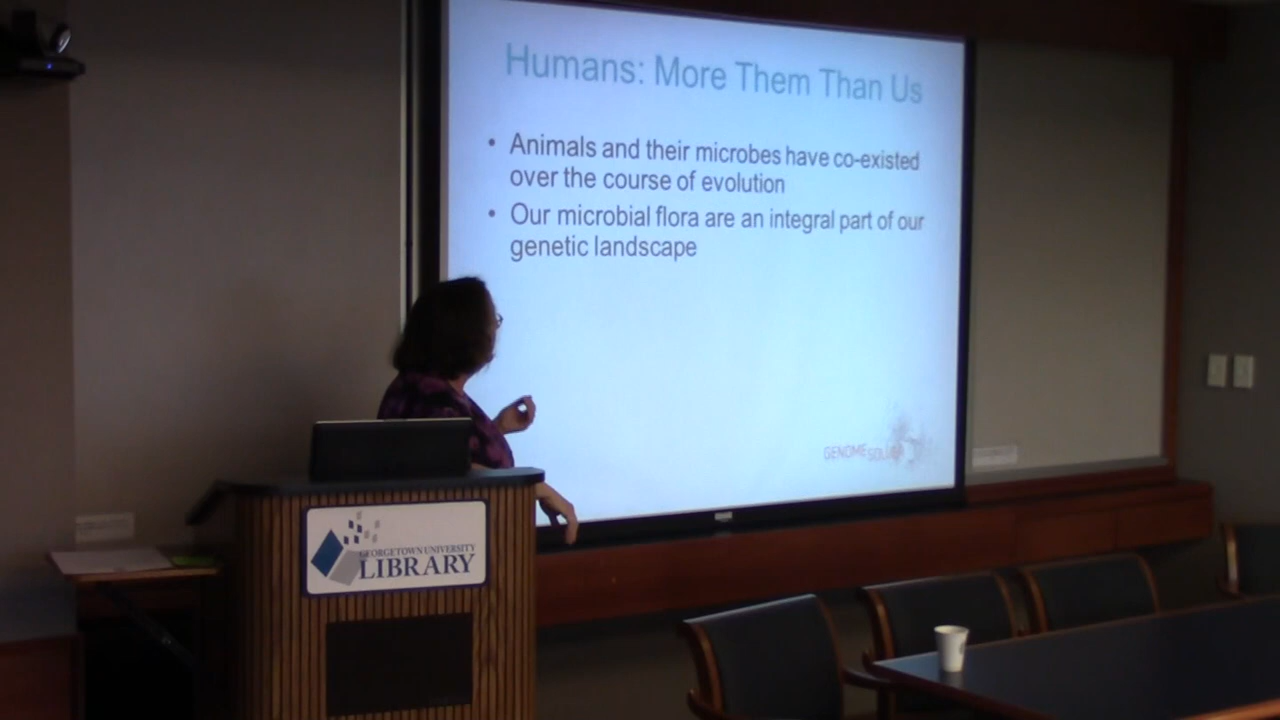 Humans: More Them Than Us
• Animals and their microbes have co-existed
over the course of evolution
• Our microbial flora are an integral part of our
genetic landscape
GENOME
GEORGETOWN UNIVERSITY
LIBRARY